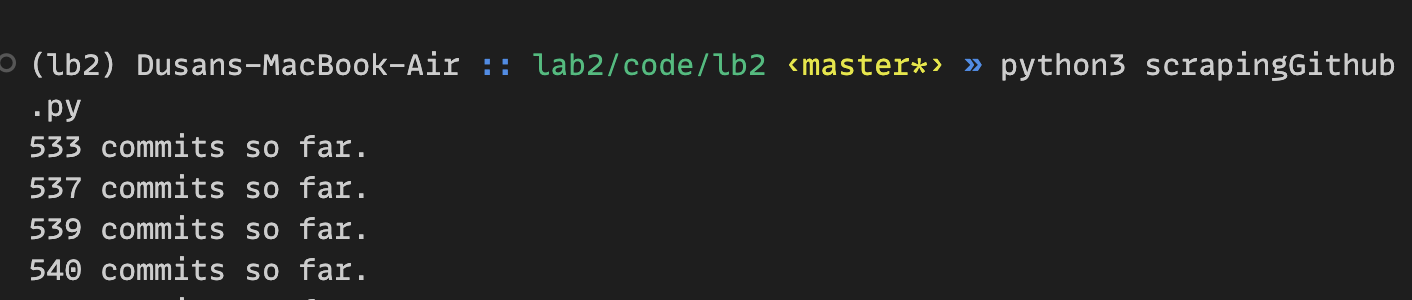 (lb2) Dusans-MacBook-Air :: lab2/code/lb2 ‹master*› » python3 scrapingGithub
.py
533 commits so far.
537 commits so far.
539 commits so far.
540 commits so far.